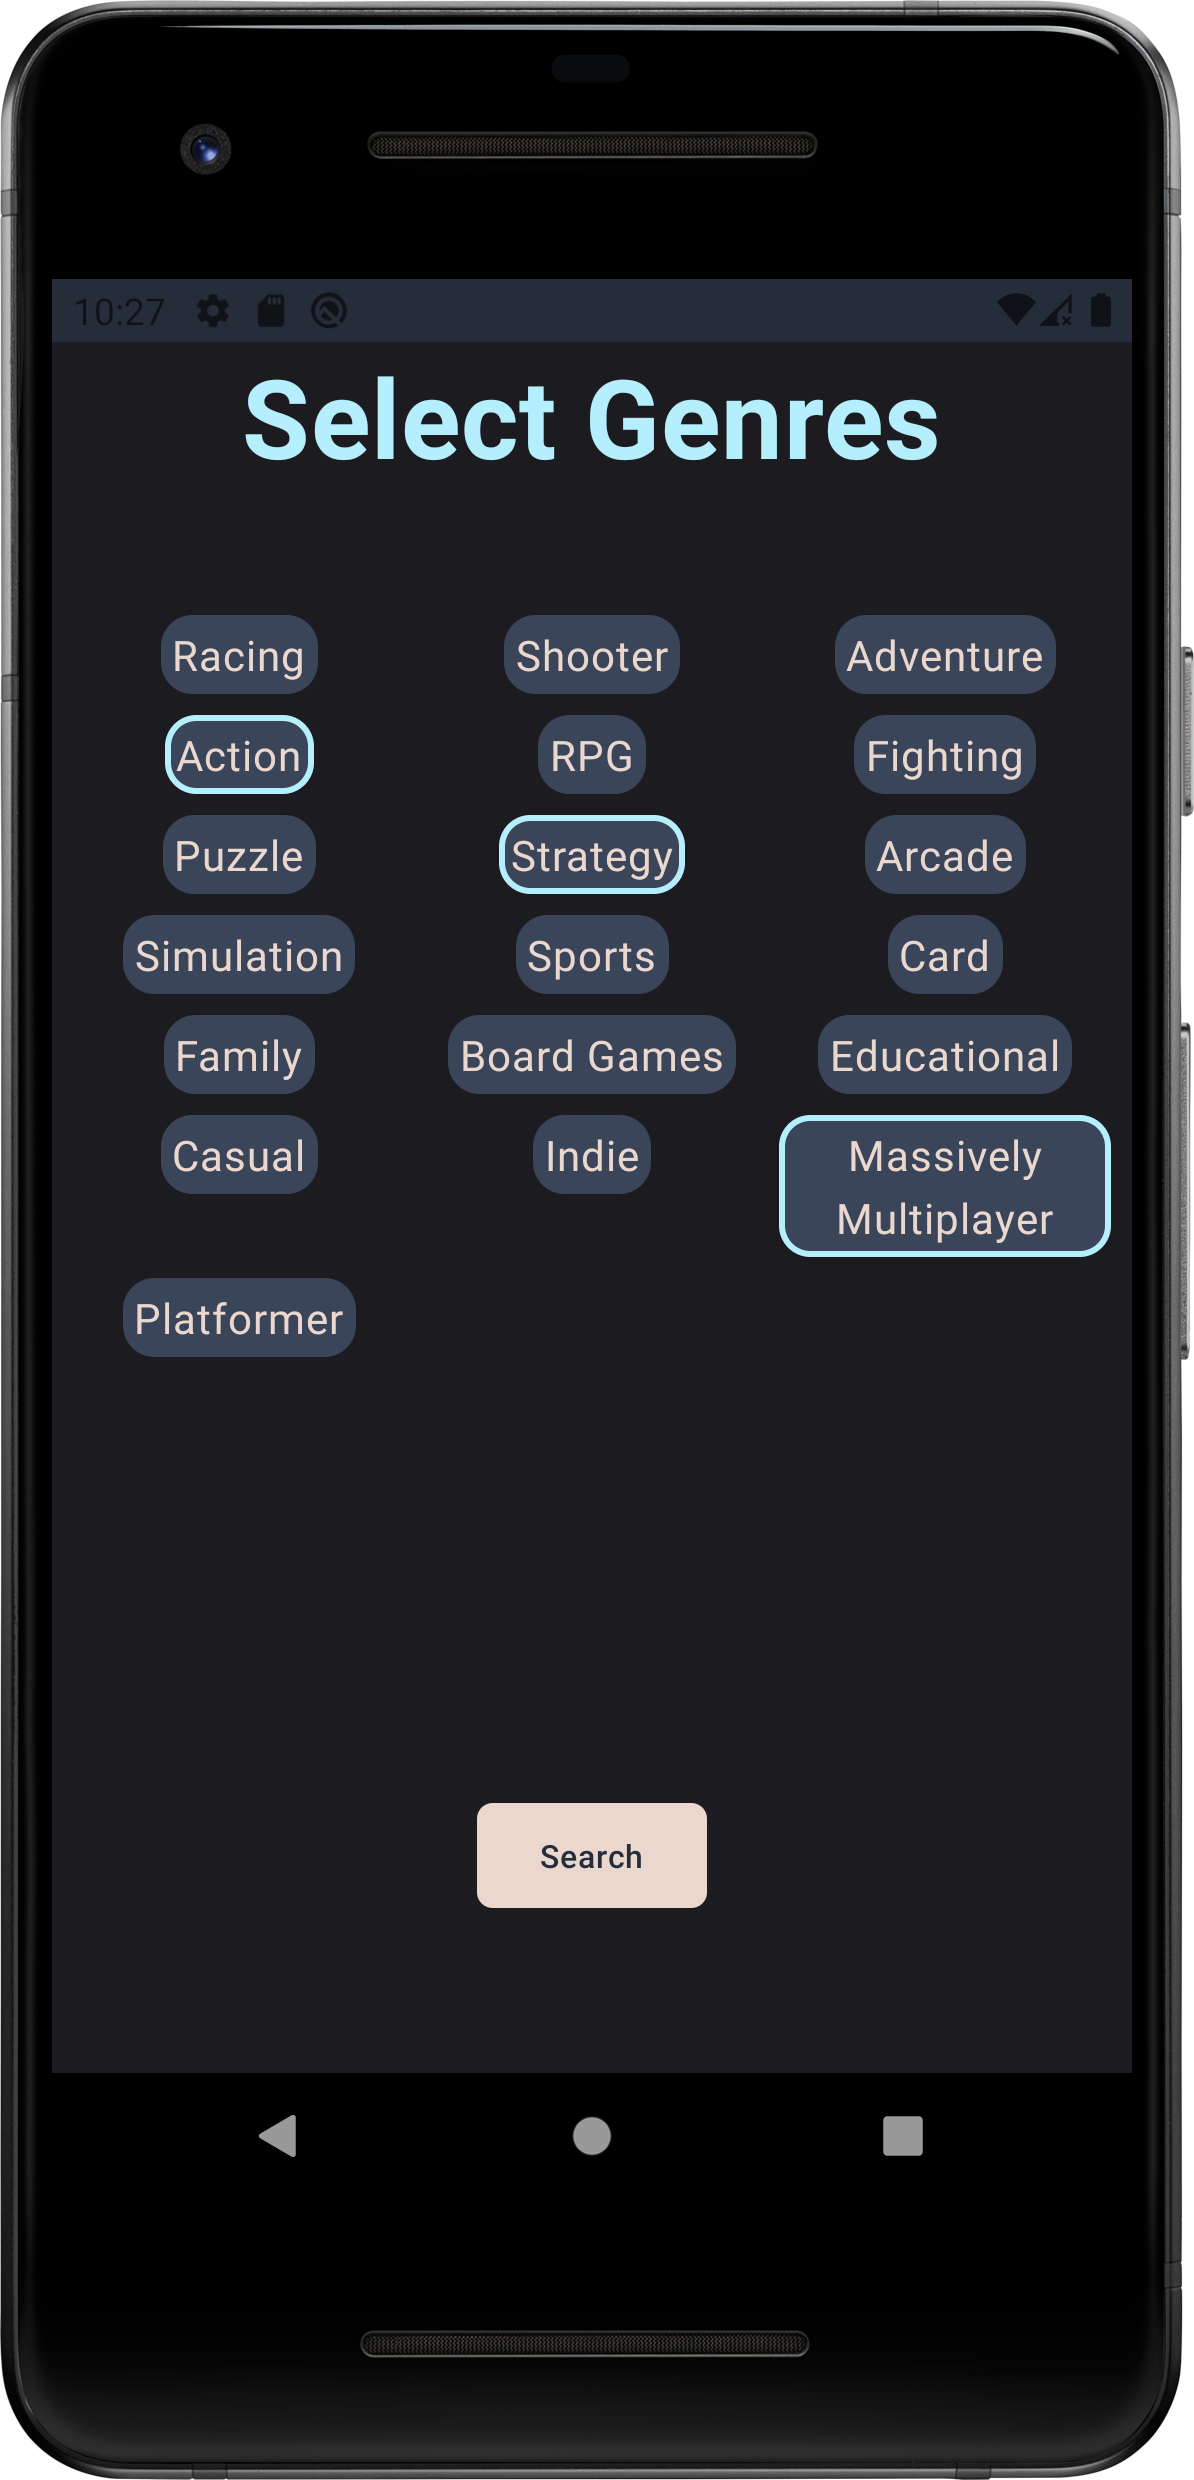 10:27
Select Genres
Racing
Shooter
Adventure
Action
RPG
Fighting
Puzzle
Strategy
Arcade
Simulation
Sports
Card
Family
Board Games
Educational
Casual
Indie
Massively
Multiplayer
Platformer
Search